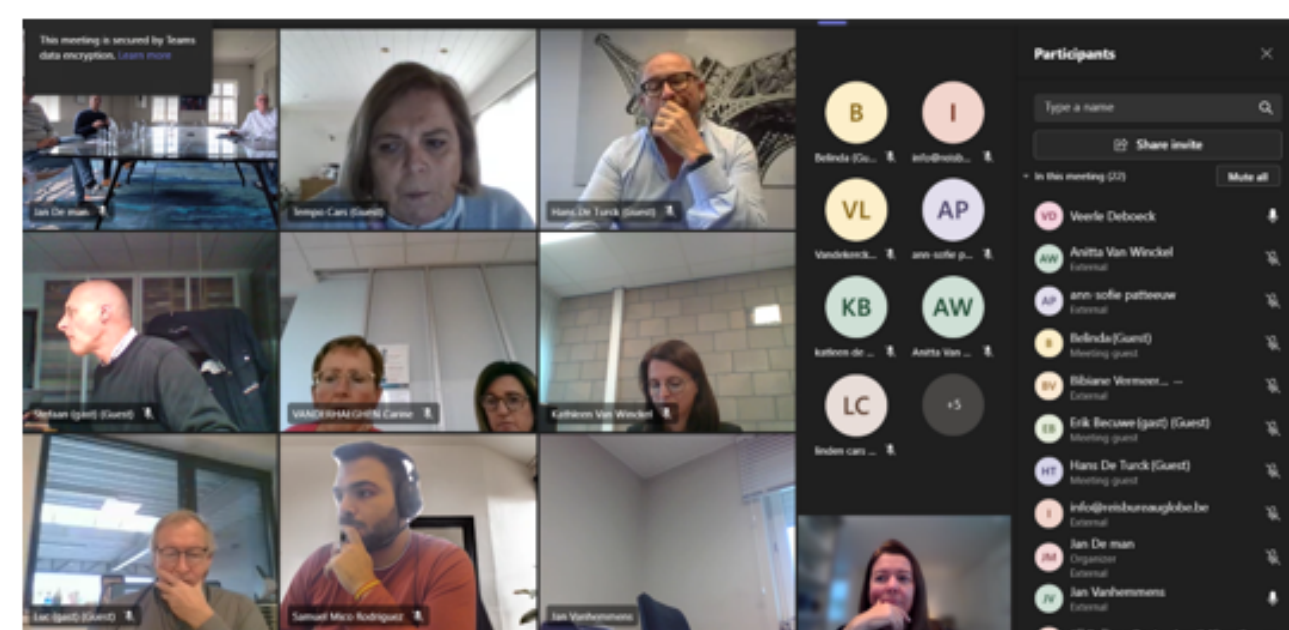 This meeting is secured by Teams
data encryption. Learn more
Jan De man
Tempo Cars (Guest)
Hans De Turck (Guest)
Stefaan (gast) (Guest)
VANDERHAEGHEN Carine
Kathleen Van Winckel
Luc (gast) (Guest)
Samuel Mico Rodriguez
Jan Vanhemmens
B
Belinda (Gu...
I
info@reisb...
VL
Vandekerck...
AP
ann-sofie p...
KB
katleen de ...
AW
Anitta Van ...
LC
linden cars ...
+5
Participants
Type a name
Share invite
In this meeting (22)
Mute all
VD
Veerle Deboeck
AW
Anitta Van Winckel
External
AP
ann-sofie patteeuw
External
B
Belinda (Guest)
Meeting guest
BV
Bibiane Vermeer...
External
EB
Erik Becuwe (gast) (Guest)
Meeting guest
HT
Hans De Turck (Guest)
Meeting guest
I
info@reisbureauglobe.be
External
JM
Jan De man
Organizer
External
JV
Jan Vanhemmens
External